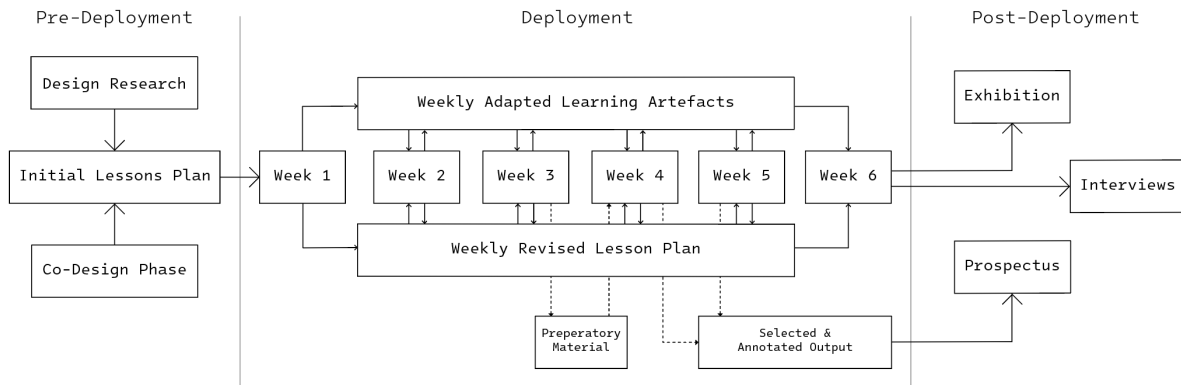 Pre-Deployment
Deployment
Post-Deployment
Design Research
Initial Lessons Plan
Co-Design Phase
Weekly Adapted Learning Artefacts
Week 1
Week 2
Week 3
Week 4
Week 5
Week 6
Weekly Revised Lesson Plan
Preperatory
Material
Selected &
Annotated Output
Exhibition
Interviews
Prospectus